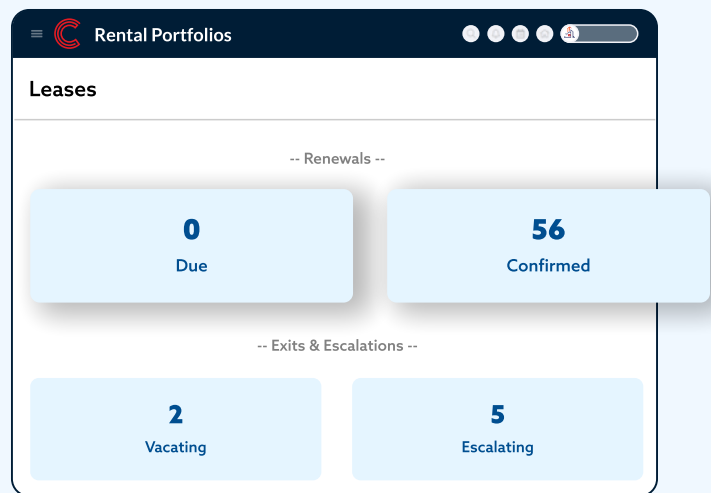 Rental Portfolios
Leases
-- Renewals --
0
Due
56
Confirmed
-- Exits & Escalations --
2
Vacating
5
Escalating